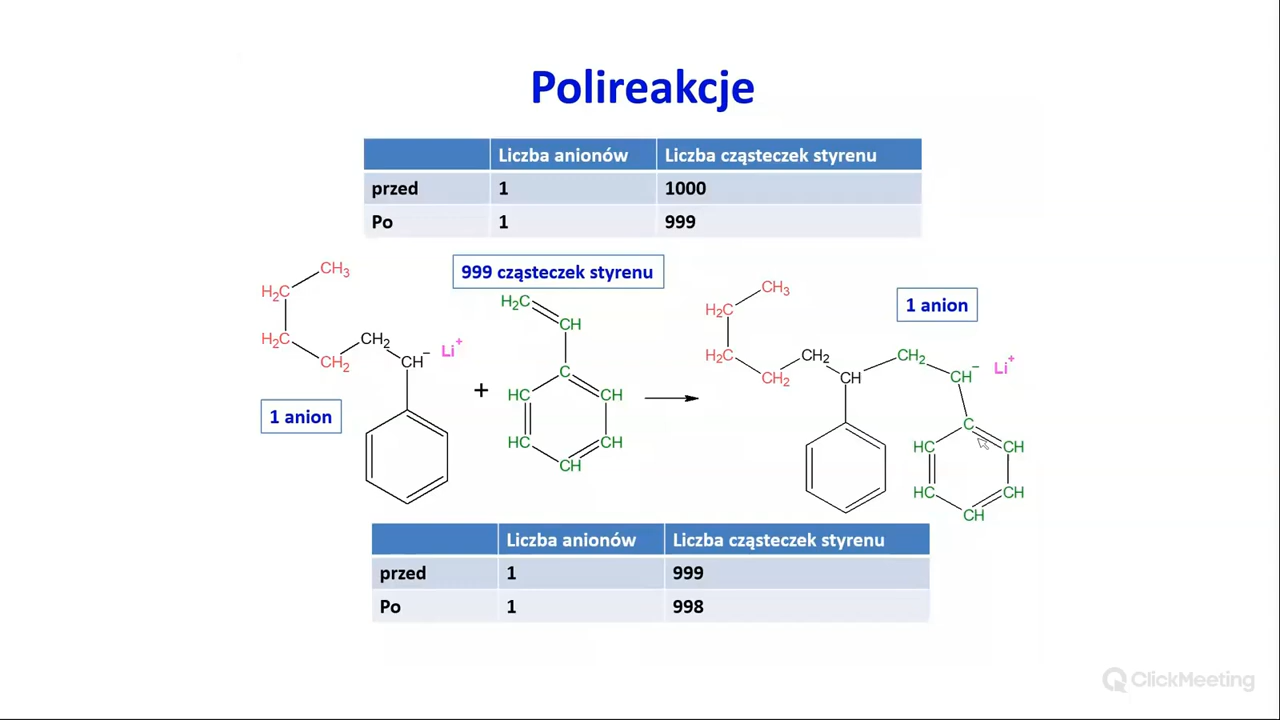 Polireakcje
Liczba anionów Liczba cząsteczek styrenu
przed 1 1000
Po 1 999
999 cząsteczek styrenu
CH3
H2C
H2C
CH2
CH2
CH−
Li+
1 anion
H2C
CH
C
HC
CH
HC
CH
CH
+
1 anion
CH3
H2C
H2C
CH2
CH2
CH
CH2
CH−
Li+
C
HC
CH
HC
CH
CH
Liczba anionów Liczba cząsteczek styrenu
przed 1 999
Po 1 998
ClickMeeting